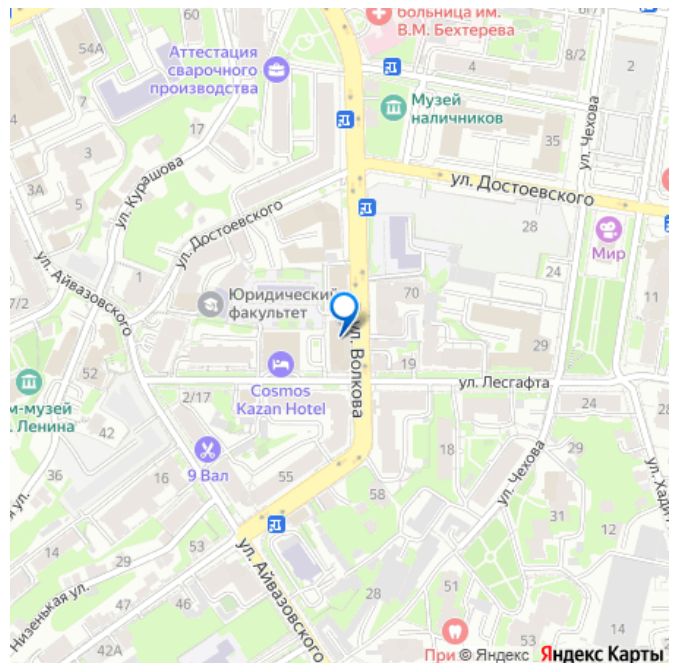 60
больница им.
В.М. Бехтерева
54А
Аттестация
сварочного
производства
8/2
4
2
Музей
наличников
17
ул. Чехова
35
3
3А
ул. Курашова
ул. Достоевского
5
ул. Достоевского
28
Мир
ул. Айвазовского
24
1
7/2
Юридический
факультет
70
11
ул. Волкова
29
52
19
Cosmos
Kazan Hotel
ул. Лесгафта
м-музей
Ленина
2/17
24
42
18
29
9 Вал
ул. Чехова
36
16
55
58
31
12
14
53
29
ул. Айвазовского
Низенькая ул.
28
51
47
46
14
42А
При
© Яндекс Яндекс Карты